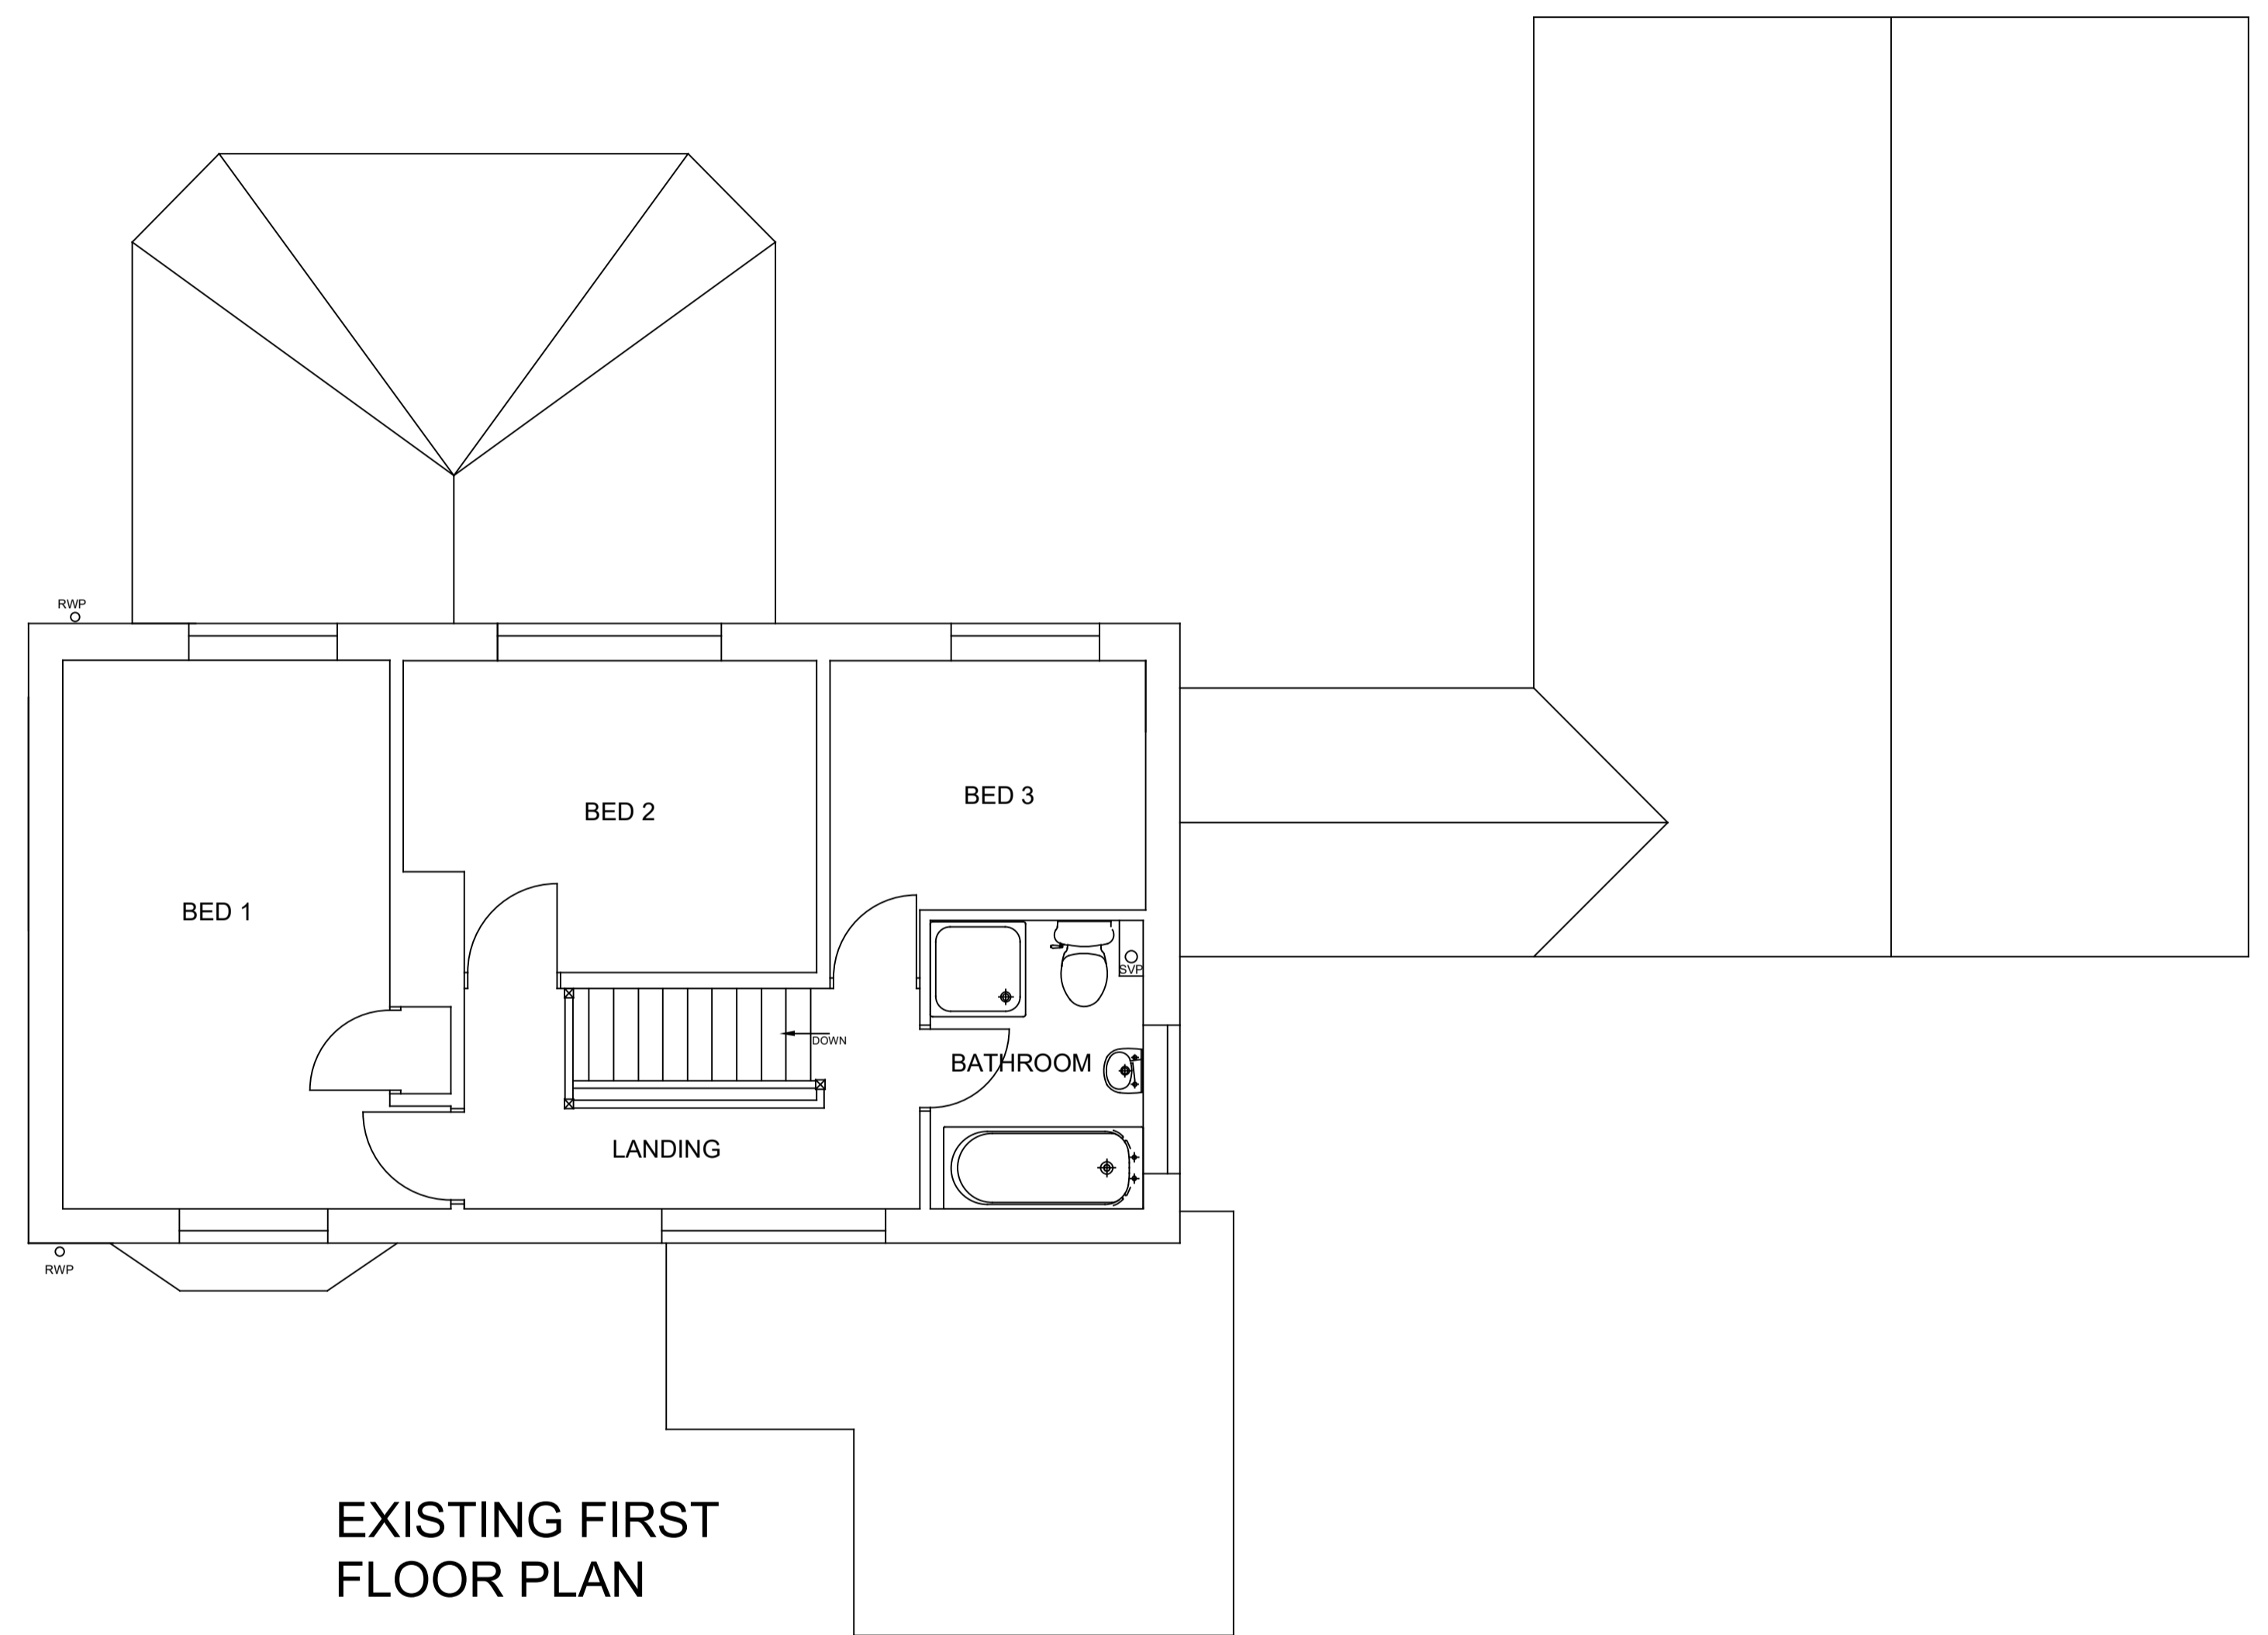 RWP
BED 3
BED 2
BED 1
SVP
DOWN
BATHROOM
LANDING
RWP
EXISTING FIRST
FLOOR PLAN